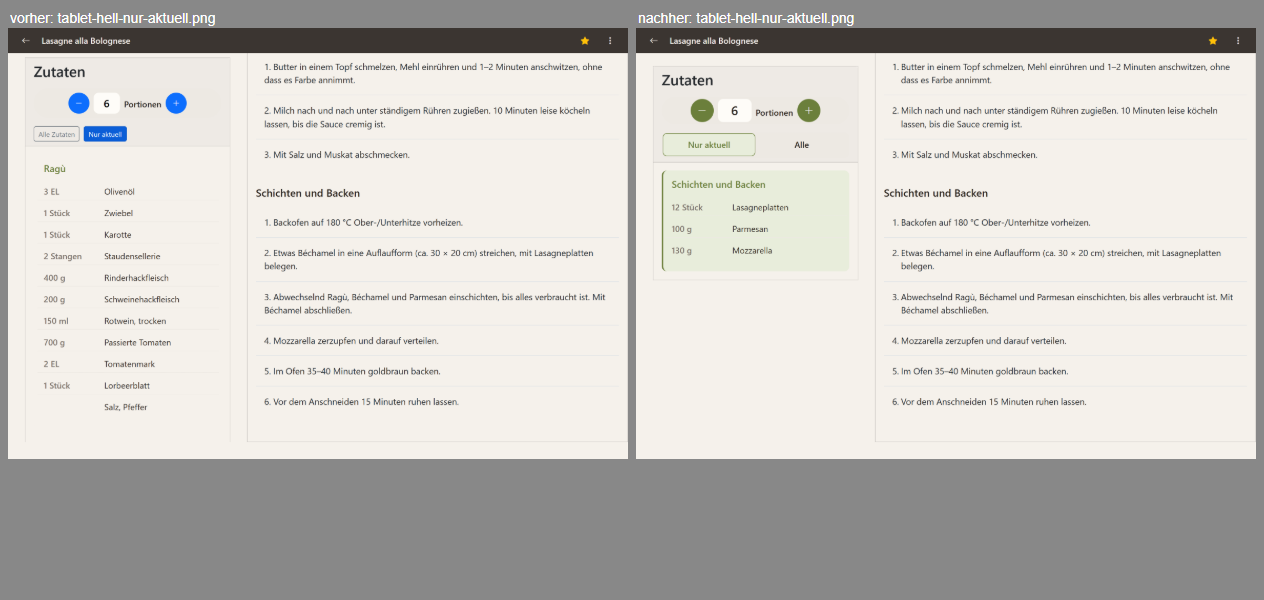 vorher: tablet-hell-nur-aktuell.png
← Lasagne alla Bolognese
Zutaten
− 6 Portionen +
Alle Zutaten Nur aktuell
Ragù
3 EL Olivenöl
1 Stück Zwiebel
1 Stück Karotte
2 Stangen Staudensellerie
400 g Rinderhackfleisch
200 g Schweinehackfleisch
150 ml Rotwein, trocken
700 g Passierte Tomaten
2 EL Tomatenmark
1 Stück Lorbeerblatt
Salz, Pfeffer
1. Butter in einem Topf schmelzen, Mehl einrühren und 1–2 Minuten anschwitzen, ohne
dass es Farbe annimmt.
2. Milch nach und nach unter ständigem Rühren zugießen. 10 Minuten leise köcheln
lassen, bis die Sauce cremig ist.
3. Mit Salz und Muskat abschmecken.
Schichten und Backen
1. Backofen auf 180 °C Ober-/Unterhitze vorheizen.
2. Etwas Béchamel in eine Auflaufform (ca. 30 × 20 cm) streichen, mit Lasagneplatten
belegen.
3. Abwechselnd Ragù, Béchamel und Parmesan einschichten, bis alles verbraucht ist. Mit
Béchamel abschließen.
4. Mozzarella zerzupfen und darauf verteilen.
5. Im Ofen 35–40 Minuten goldbraun backen.
6. Vor dem Anschneiden 15 Minuten ruhen lassen.
nachher: tablet-hell-nur-aktuell.png
← Lasagne alla Bolognese
Zutaten
− 6 Portionen +
Nur aktuell Alle
Schichten und Backen
12 Stück Lasagneplatten
100 g Parmesan
130 g Mozzarella
1. Butter in einem Topf schmelzen, Mehl einrühren und 1–2 Minuten anschwitzen, ohne
dass es Farbe annimmt.
2. Milch nach und nach unter ständigem Rühren zugießen. 10 Minuten leise köcheln
lassen, bis die Sauce cremig ist.
3. Mit Salz und Muskat abschmecken.
Schichten und Backen
1. Backofen auf 180 °C Ober-/Unterhitze vorheizen.
2. Etwas Béchamel in eine Auflaufform (ca. 30 × 20 cm) streichen, mit Lasagneplatten
belegen.
3. Abwechselnd Ragù, Béchamel und Parmesan einschichten, bis alles verbraucht ist. Mit
Béchamel abschließen.
4. Mozzarella zerzupfen und darauf verteilen.
5. Im Ofen 35–40 Minuten goldbraun backen.
6. Vor dem Anschneiden 15 Minuten ruhen lassen.